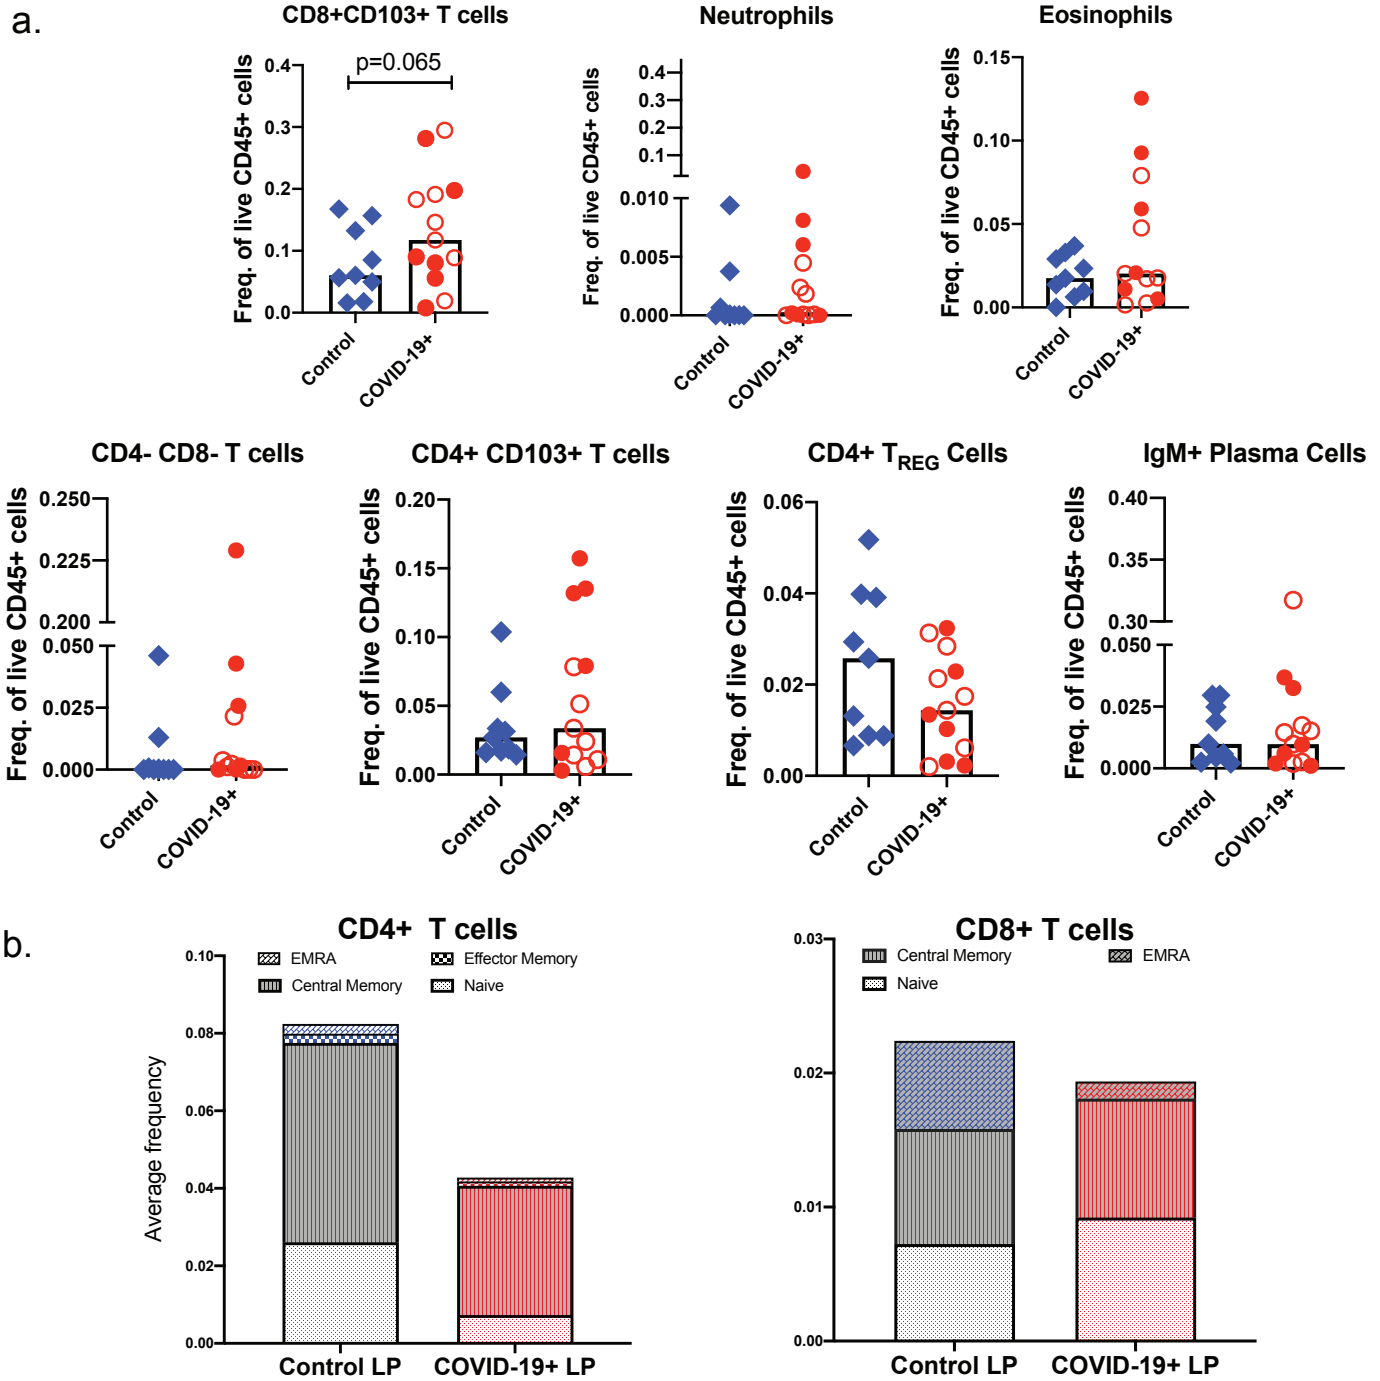 a.
CD8+CD103+ T cells
Freq. of live CD45+ cells
0.4
0.3
0.2
0.1
0.0
p=0.065
Control
COVID-19+
Neutrophils
Freq. of live CD45+ cells
0.4
0.3
0.2
0.1
0.010
0.005
0.000
Control
COVID-19+
Eosinophils
Freq. of live CD45+ cells
0.15
0.10
0.05
0.00
Control
COVID-19+
CD4- CD8- T cells
Freq. of live CD45+ cells
0.250
0.225
0.200
0.050
0.025
0.000
Control
COVID-19+
CD4+ CD103+ T cells
Freq. of live CD45+ cells
0.20
0.15
0.10
0.05
0.00
Control
COVID-19+
CD4+ TREG Cells
Freq. of live CD45+ cells
0.06
0.04
0.02
0.00
Control
COVID-19+
IgM+ Plasma Cells
Freq. of live CD45+ cells
0.40
0.35
0.30
0.050
0.025
0.000
Control
COVID-19+
b.
CD4+ T cells
EMRA
Effector Memory
Central Memory
Naive
Average frequency
0.10
0.08
0.06
0.04
0.02
0.00
Control LP
COVID-19+ LP
CD8+ T cells
Central Memory
EMRA
Naive
0.03
0.02
0.01
0.00
Control LP
COVID-19+ LP